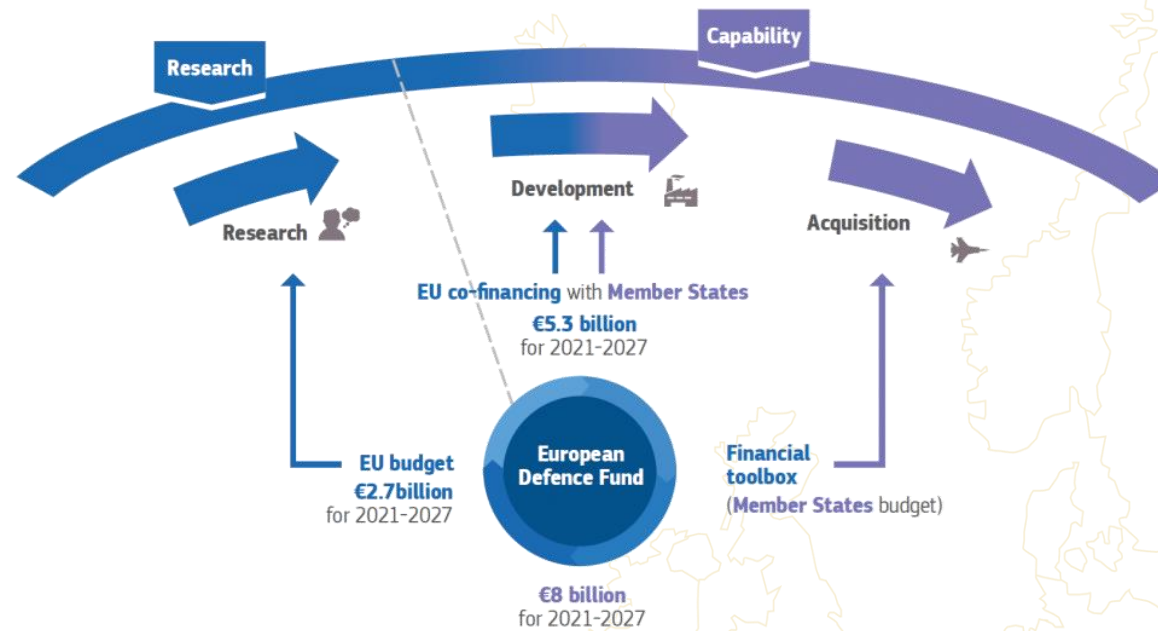 Research
Capability
Research
Development
Acquisition
EU co-financing with Member States
€5.3 billion
for 2021-2027
EU budget
€2.7billion
for 2021-2027
European
Defence Fund
Financial
toolbox
(Member States budget)
€8 billion
for 2021-2027